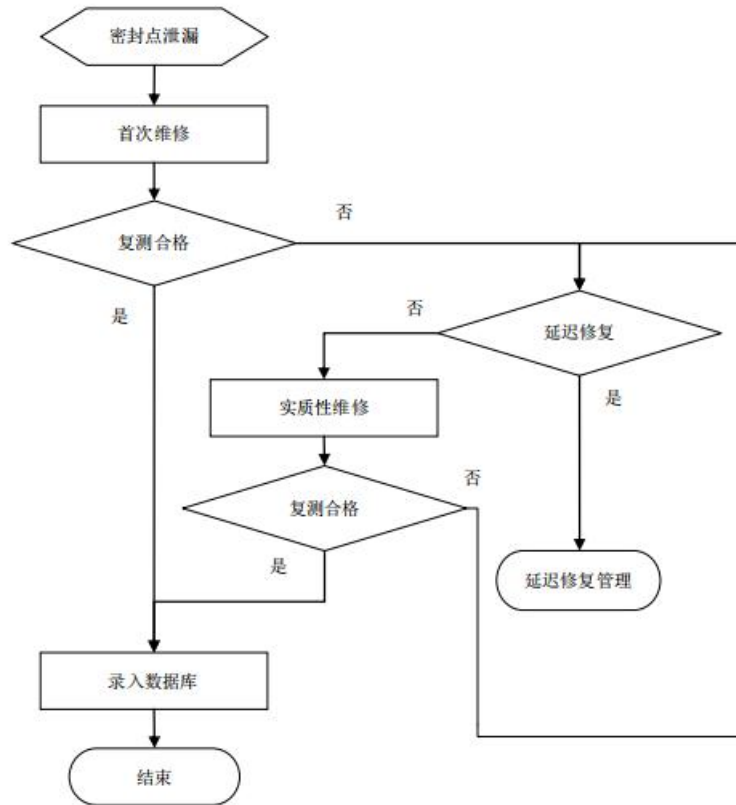 密封点泄漏
首次维修
复测合格
否
是
延迟修复
否
是
实质性维修
复测合格
否
是
延迟修复管理
录入数据库
结束